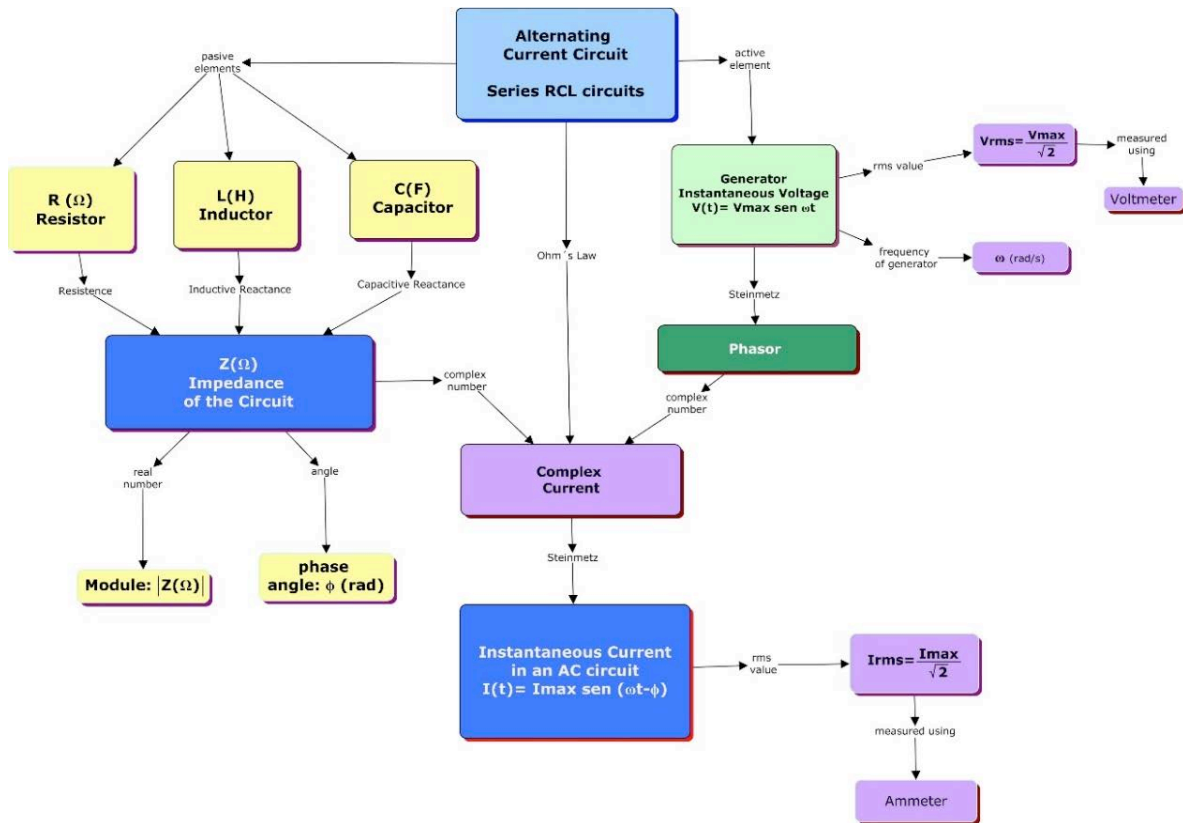 Alternating
Current Circuit
Series RCL circuits
pasive
elements
active
element
R (Ω)
Resistor
L(H)
Inductor
C(F)
Capacitor
Generator
Instantaneous Voltage
V(t)= Vmax sen ωt
rms value
Vrms=Vmax/√2
measured
using
Voltmeter
frequency
of generator
ω (rad/s)
Ohm´s Law
Resistence
Inductive Reactance
Capacitive Reactance
Steinmetz
Phasor
Z(Ω)
Impedance
of the Circuit
complex
number
complex
number
real
number
angle
Complex
Current
Module: |Z(Ω)|
phase
angle: ϕ (rad)
Steinmetz
Instantaneous Current
in an AC circuit
I(t)= Imax sen (ωt-ϕ)
rms
value
Irms=Imax/√2
measured using
Ammeter